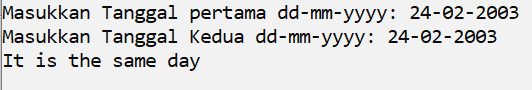 Masukkan Tanggal pertama dd-mm-yyyy: 24-02-2003
Masukkan Tanggal Kedua dd-mm-yyyy: 24-02-2003
It is the same day